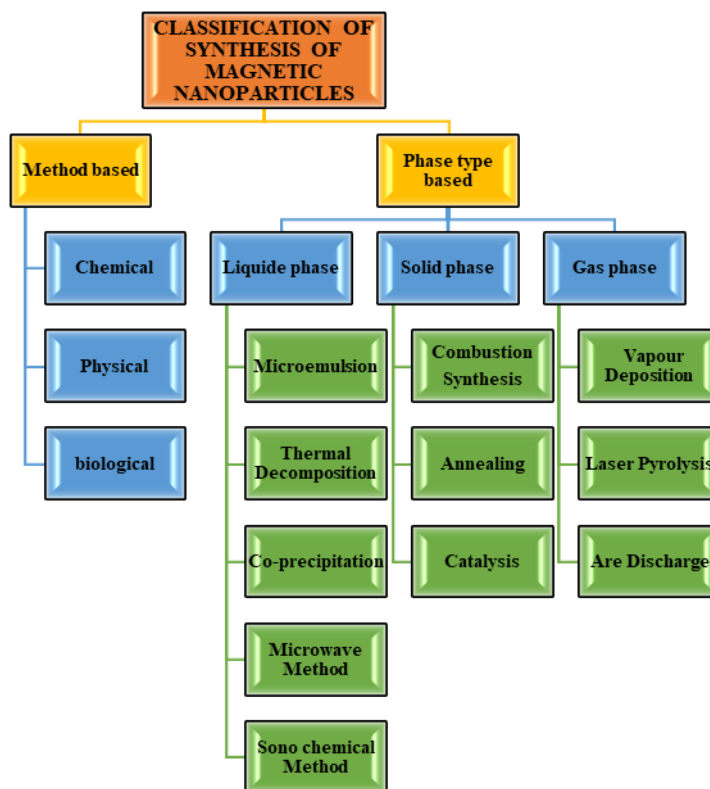 CLASSIFICATION OF
SYNTHESIS OF
MAGNETIC
NANOPARTICLES
Method based
Phase type
based
Chemical
Physical
biological
Liquide phase
Solid phase
Gas phase
Microemulsion
Thermal
Decomposition
Co-precipitation
Microwave
Method
Sono chemical
Method
Combustion
Synthesis
Annealing
Catalysis
Vapour
Deposition
Laser Pyrolysis
Are Discharge